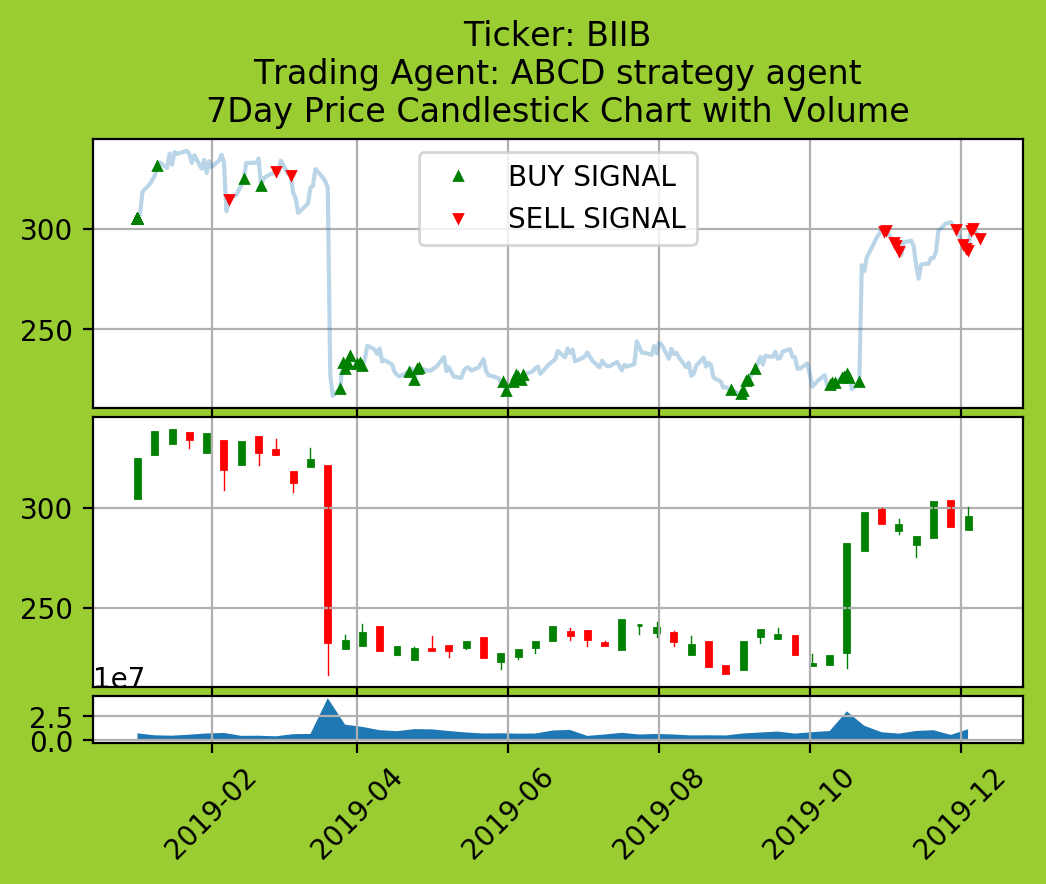 Ticker: BIIB
Trading Agent: ABCD strategy agent
7Day Price Candlestick Chart with Volume
BUY SIGNAL
SELL SIGNAL
300
250
300
250
1e7
2.5
0.0
2019-02
2019-04
2019-06
2019-08
2019-10
2019-12